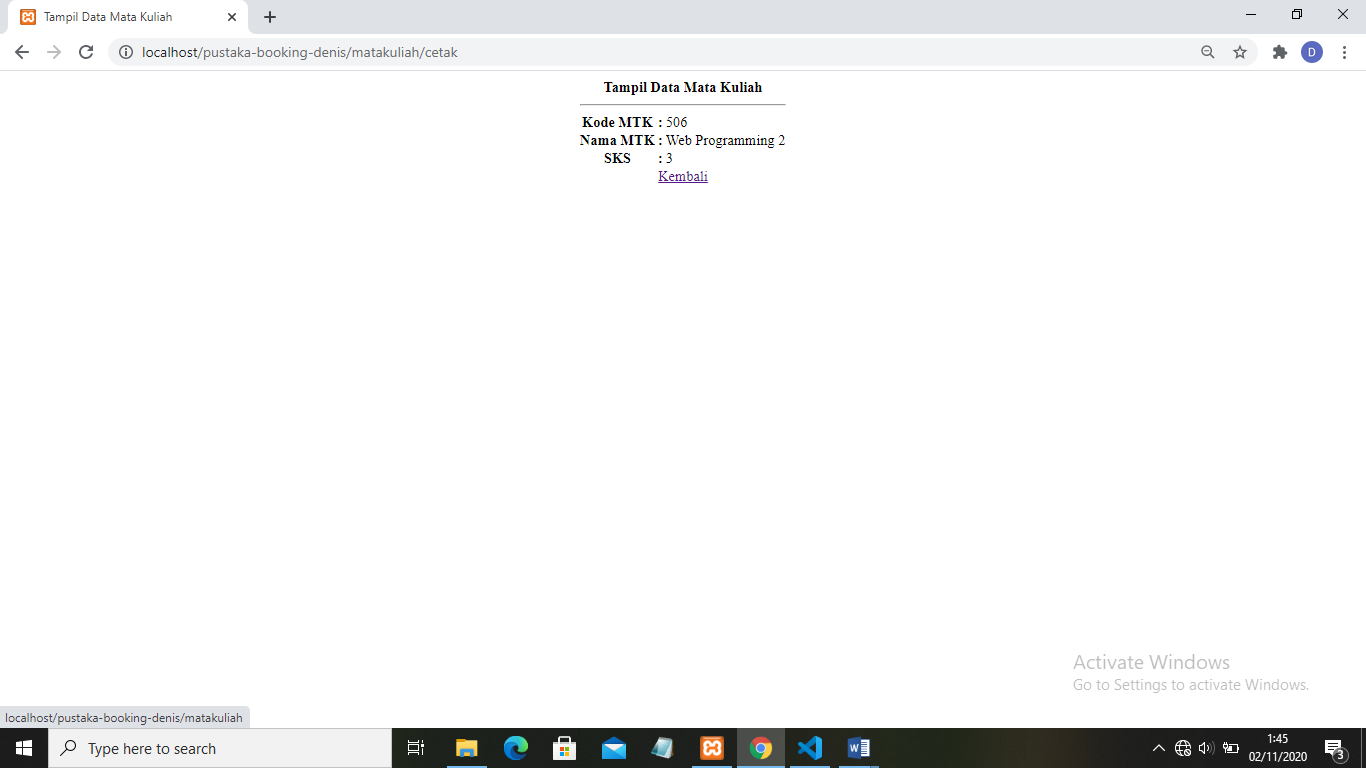 Tampil Data Mata Kuliah
localhost/pustaka-booking-denis/matakuliah/cetak
D
Tampil Data Mata Kuliah
Kode MTK : 506
Nama MTK : Web Programming 2
SKS : 3
Kembali
Activate Windows
Go to Settings to activate Windows.
localhost/pustaka-booking-denis/matakuliah
Type here to search
1:45
02/11/2020
3